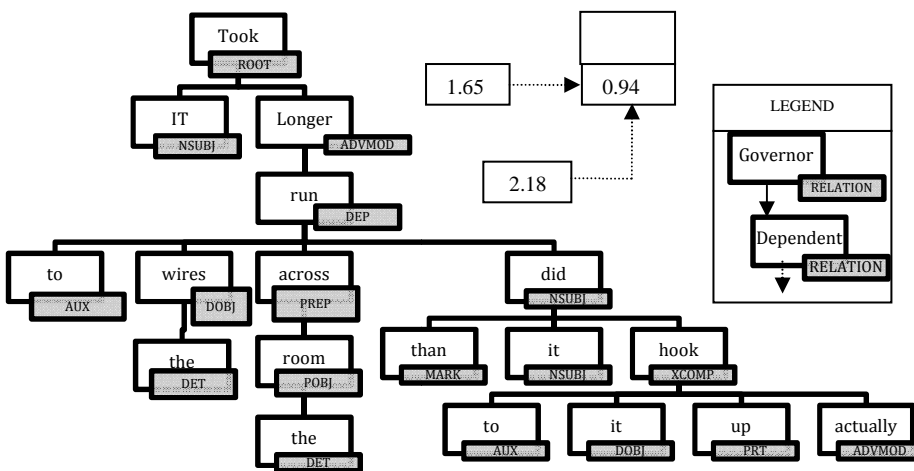 Took
ROOT
1.65
0.94
IT
NSUBJ
Longer
ADVMOD
LEGEND
Governor
RELATION
run
DEP
2.18
Dependent
RELATION
to
AUX
wires
DOBJ
across
PREP
did
NSUBJ
the
DET
room
POBJ
than
MARK
it
NSUBJ
hook
XCOMP
the
DET
to
AUX
it
DOBJ
up
PRT
actually
ADVMOD